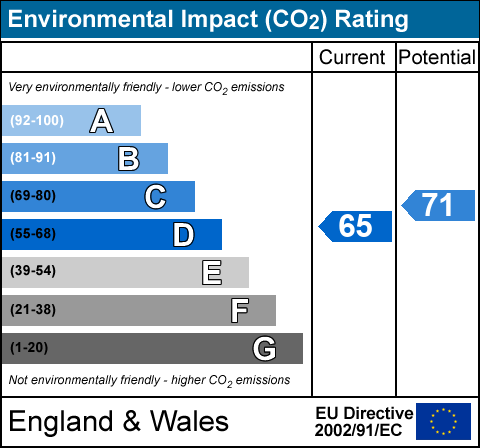 Environmental Impact (CO2) Rating
Current Potential
Very environmentally friendly - lower CO2 emissions
(92-100) A
(81-91) B
(69-80) C
(55-68) D
(39-54) E
(21-38) F
(1-20) G
65
71
Not environmentally friendly - higher CO2 emissions
England & Wales
EU Directive
2002/91/EC